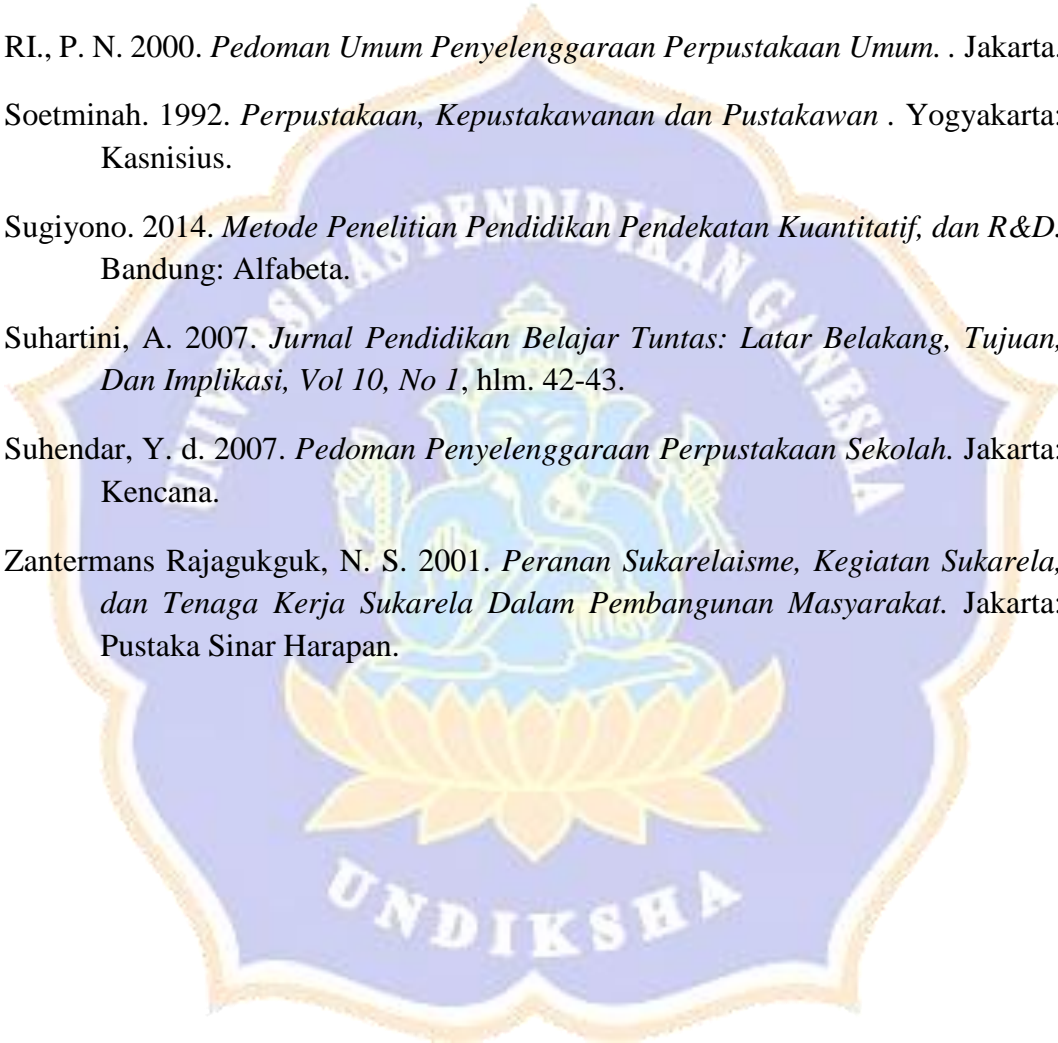 RI., P. N. 2000. Pedoman Umum Penyelenggaraan Perpustakaan Umum. . Jakarta.
Soetminah. 1992. Perpustakaan, Kepustakawanan dan Pustakawan . Yogyakarta:
Kasnisius.
Sugiyono. 2014. Metode Penelitian Pendidikan Pendekatan Kuantitatif, dan R&D.
Bandung: Alfabeta.
Suhartini, A. 2007. Jurnal Pendidikan Belajar Tuntas: Latar Belakang, Tujuan,
Dan Implikasi, Vol 10, No 1, hlm. 42-43.
Suhendar, Y. d. 2007. Pedoman Penyelenggaraan Perpustakaan Sekolah. Jakarta:
Kencana.
Zantermans Rajagukguk, N. S. 2001. Peranan Sukarelaisme, Kegiatan Sukarela,
dan Tenaga Kerja Sukarela Dalam Pembangunan Masyarakat. Jakarta:
Pustaka Sinar Harapan.
UNIVERSITAS PENDIDIKAN GANESHA
UNDIKSHA